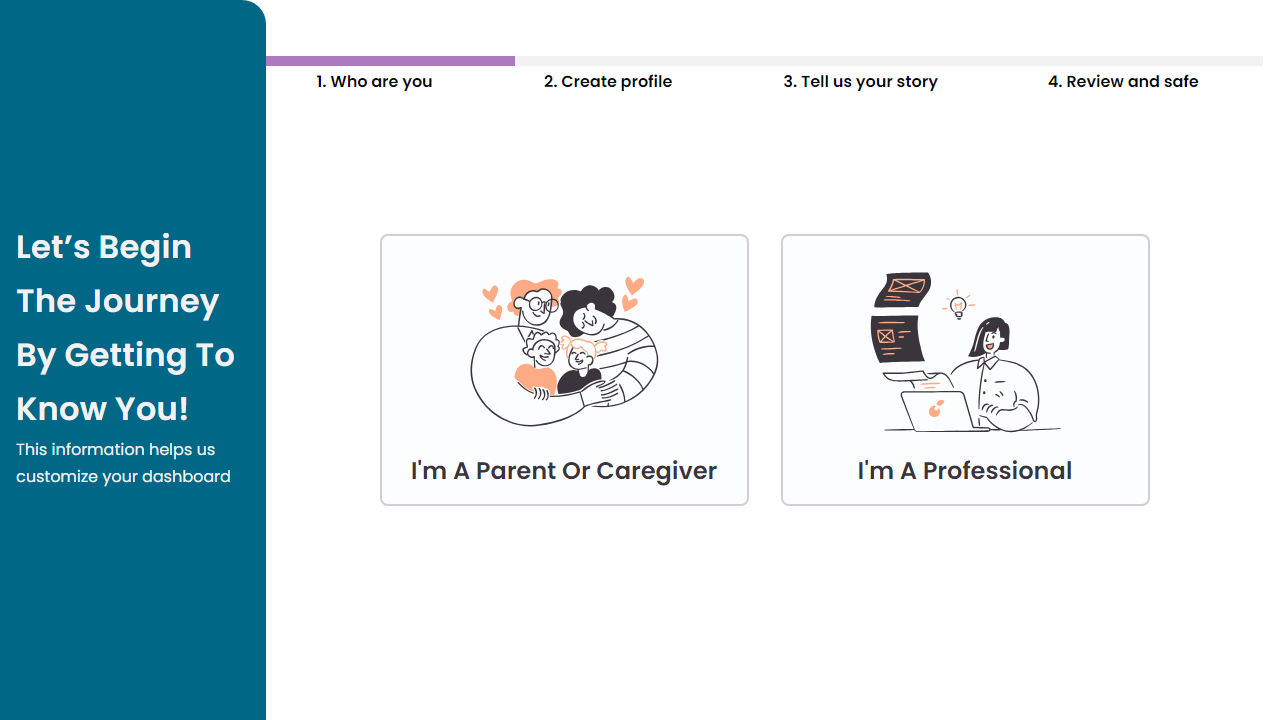 1. Who are you
2. Create profile
3. Tell us your story
4. Review and safe
Let’s Begin
The Journey
By Getting To
Know You!
This information helps us
customize your dashboard
I'm A Parent Or Caregiver
I'm A Professional